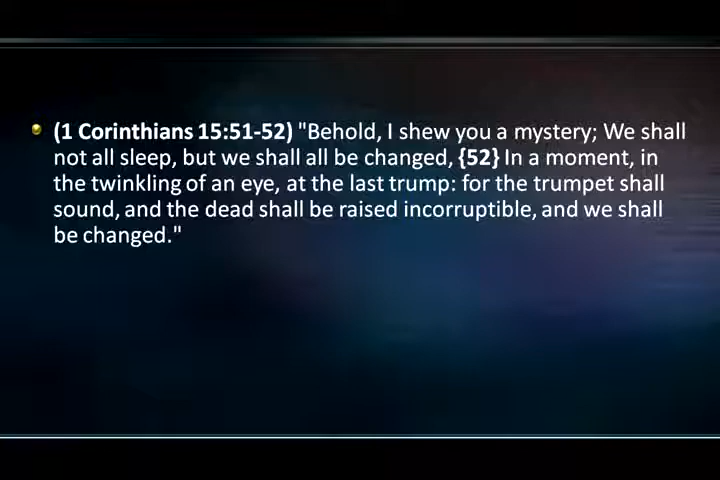 (1 Corinthians 15:51-52) "Behold, I shew you a mystery; We shall
not all sleep, but we shall all be changed, {52} In a moment, in
the twinkling of an eye, at the last trump: for the trumpet shall
sound, and the dead shall be raised incorruptible, and we shall
be changed."